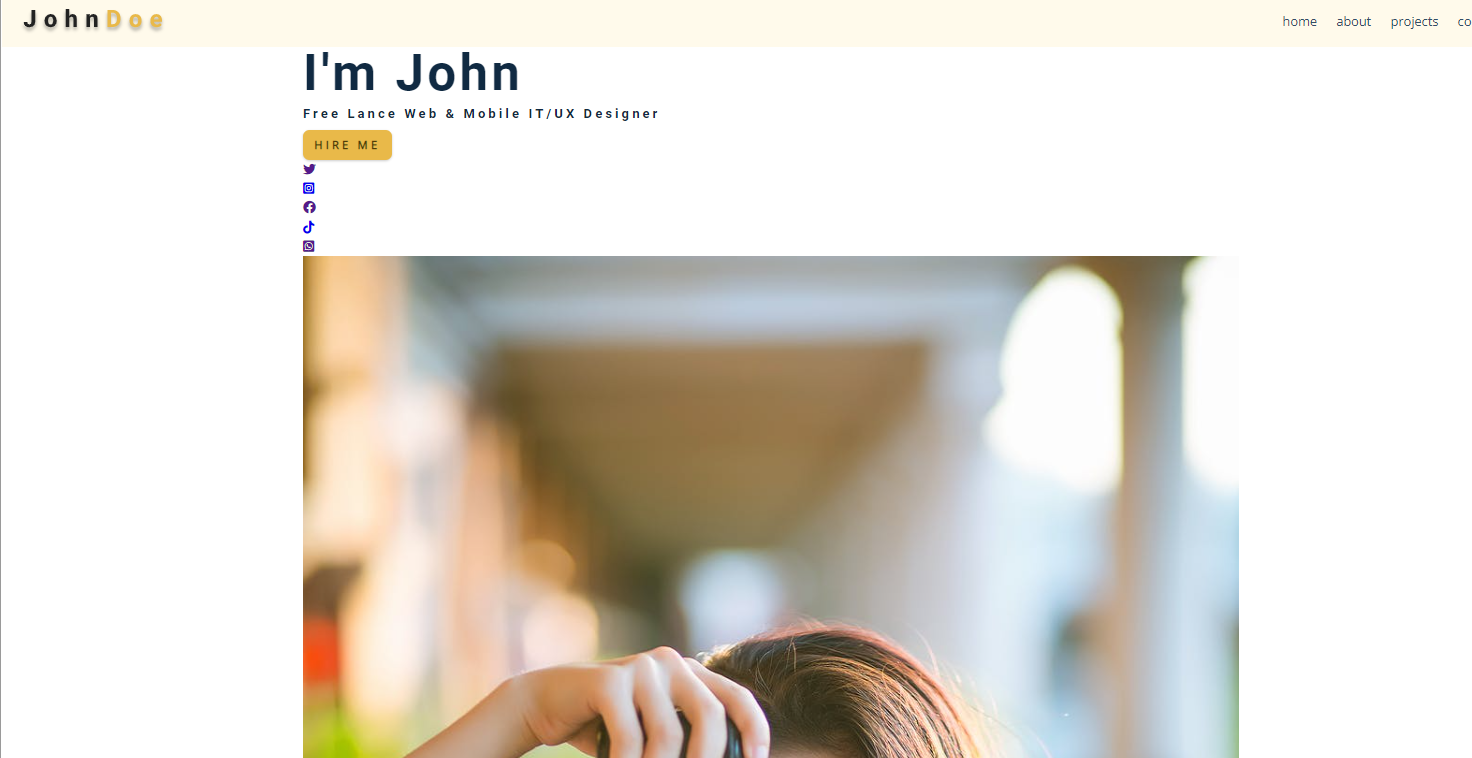 JohnDoe
home about projects co
I'm John
Free Lance Web & Mobile IT/UX Designer
HIRE ME